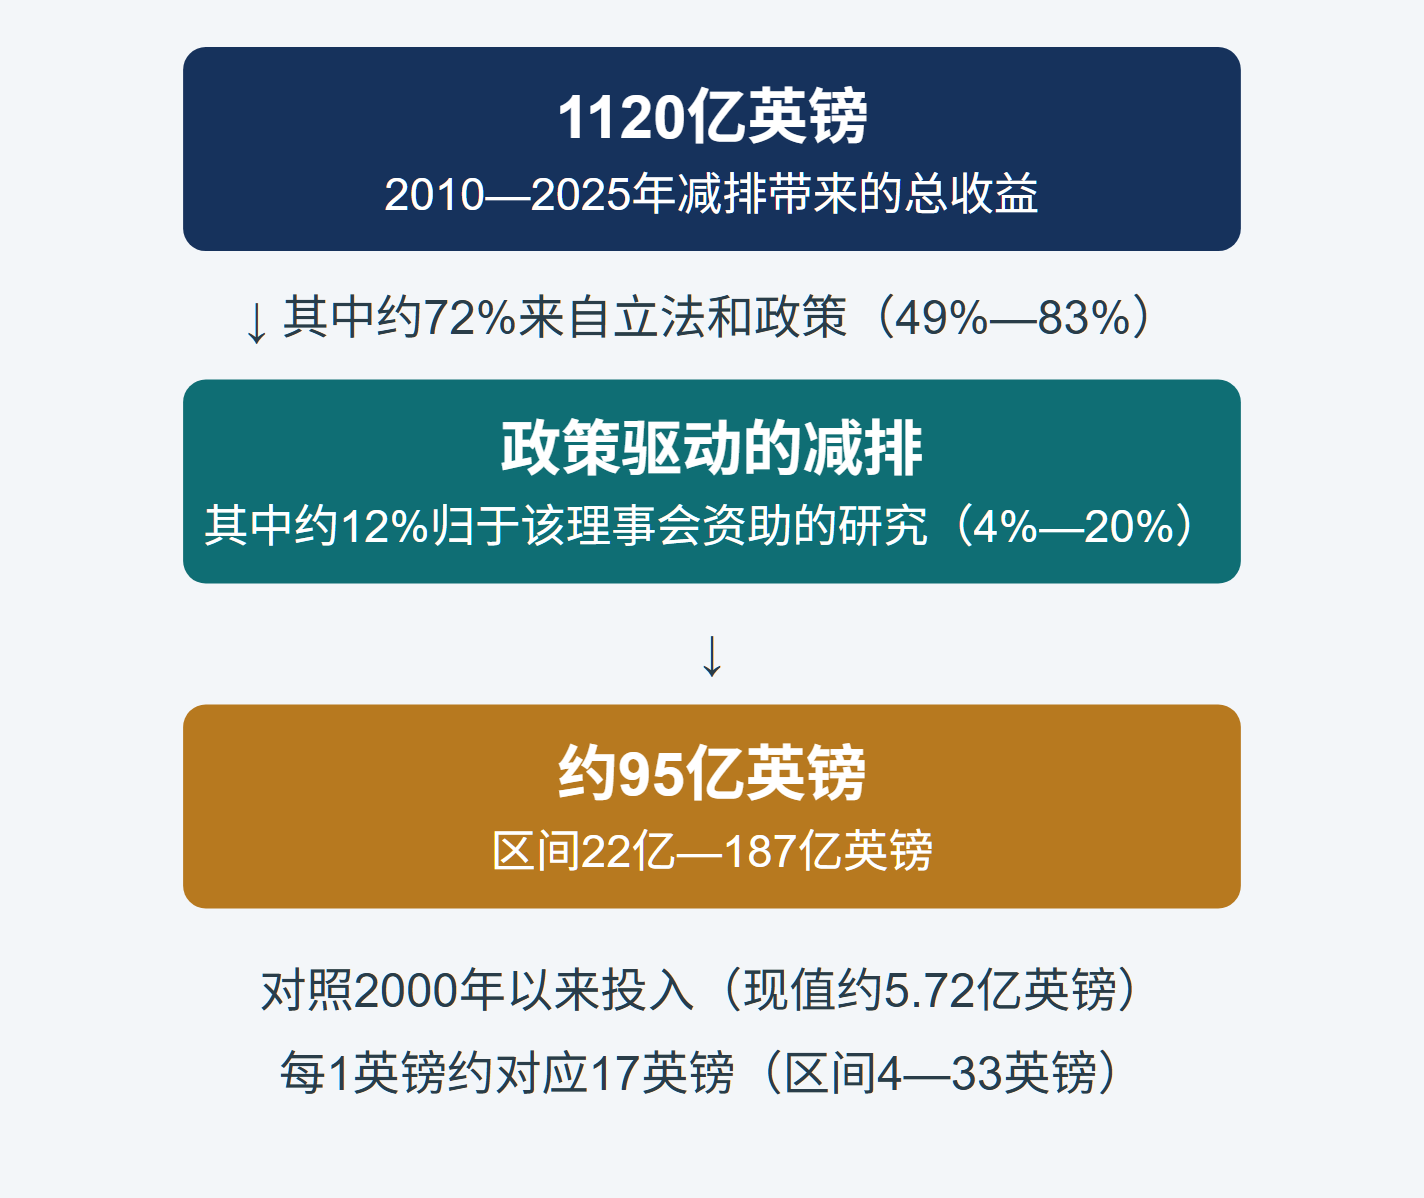 1120亿英镑
2010—2025年减排带来的总收益
↓ 其中约72%来自立法和政策（49%—83%）
政策驱动的减排
其中约12%归于该理事会资助的研究（4%—20%）
↓
约95亿英镑
区间22亿—187亿英镑
对照2000年以来投入（现值约5.72亿英镑）
每1英镑约对应17英镑（区间4—33英镑）